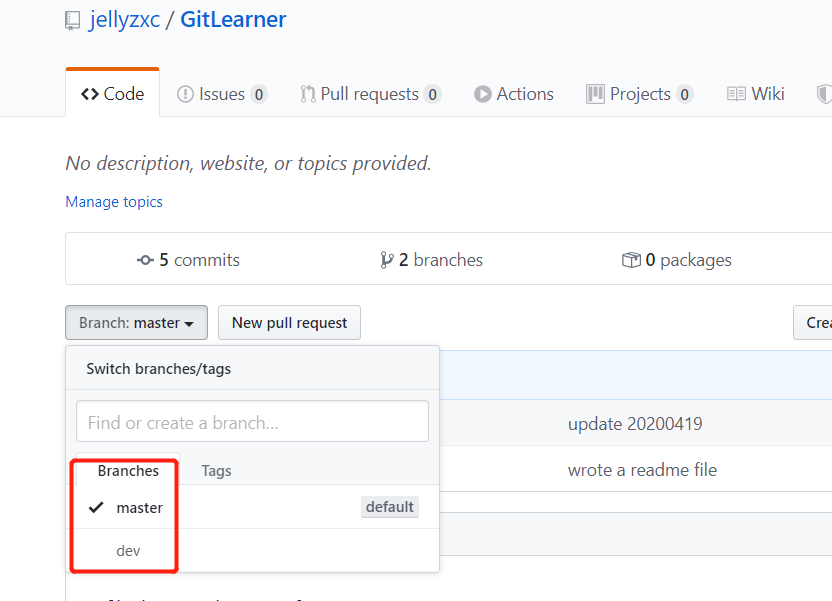 jellyzxc / GitLearner
Code Issues 0 Pull requests 0 Actions Projects 0 Wiki
No description, website, or topics provided.
Manage topics
5 commits 2 branches 0 packages
Branch: master New pull request
Switch branches/tags
Find or create a branch...
update 20200419
Branches Tags
wrote a readme file
master default
dev